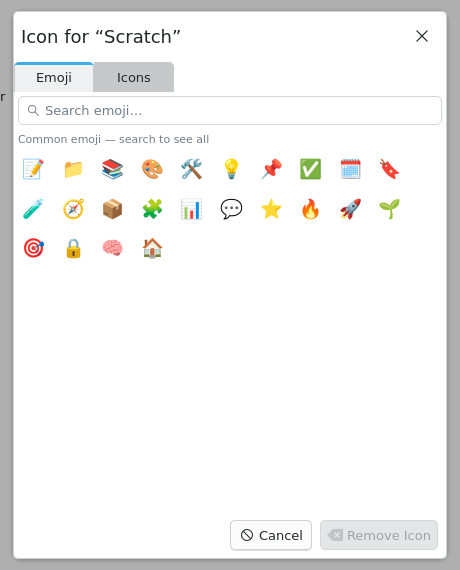 Icon for “Scratch”
Emoji
Icons
r
Search emoji...
Common emoji — search to see all
Cancel
Remove Icon